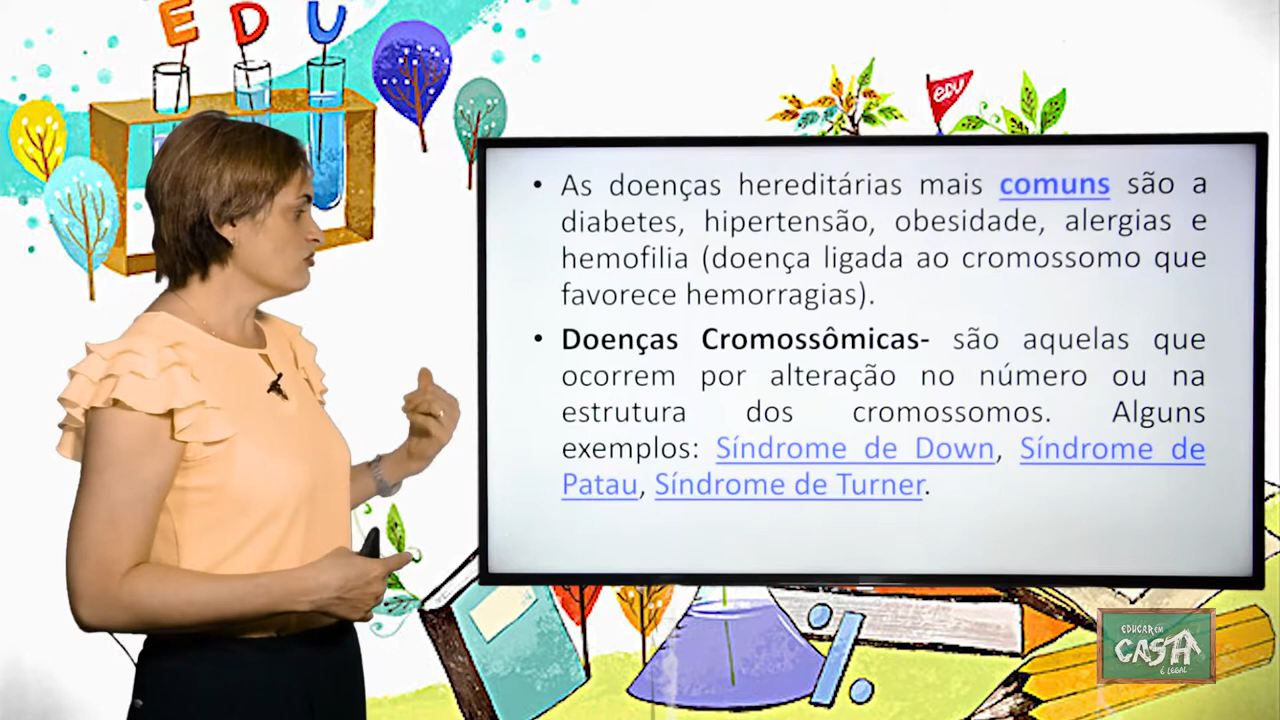 EDU
EDU
• As doenças hereditárias mais comuns são a
diabetes, hipertensão, obesidade, alergias e
hemofilia (doença ligada ao cromossomo que
favorece hemorragias).
• Doenças Cromossômicas- são aquelas que
ocorrem por alteração no número ou na
estrutura dos cromossomos. Alguns
exemplos: Síndrome de Down, Síndrome de
Patau, Síndrome de Turner.
EDUCAR EM
CASA
É LEGAL